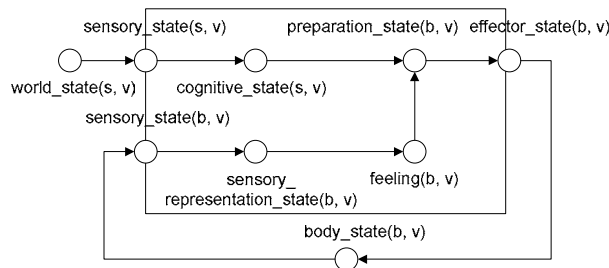 sensory_state(s, v)
preparation_state(b, v)
effector_state(b, v)
world_state(s, v)
cognitive_state(s, v)
sensory_state(b, v)
sensory_
representation_state(b, v)
feeling(b, v)
body_state(b, v)